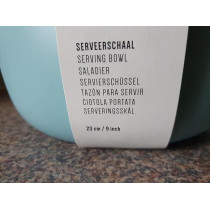 SERVEERSCHAAL
SERVING BOWL
SALADIER
SERVIERSCHÜSSEL
TAZÓN PARA SERVIR
CIOTOLA PORTATA
SERVERINGSSKÅL
23 cm / 9 inch